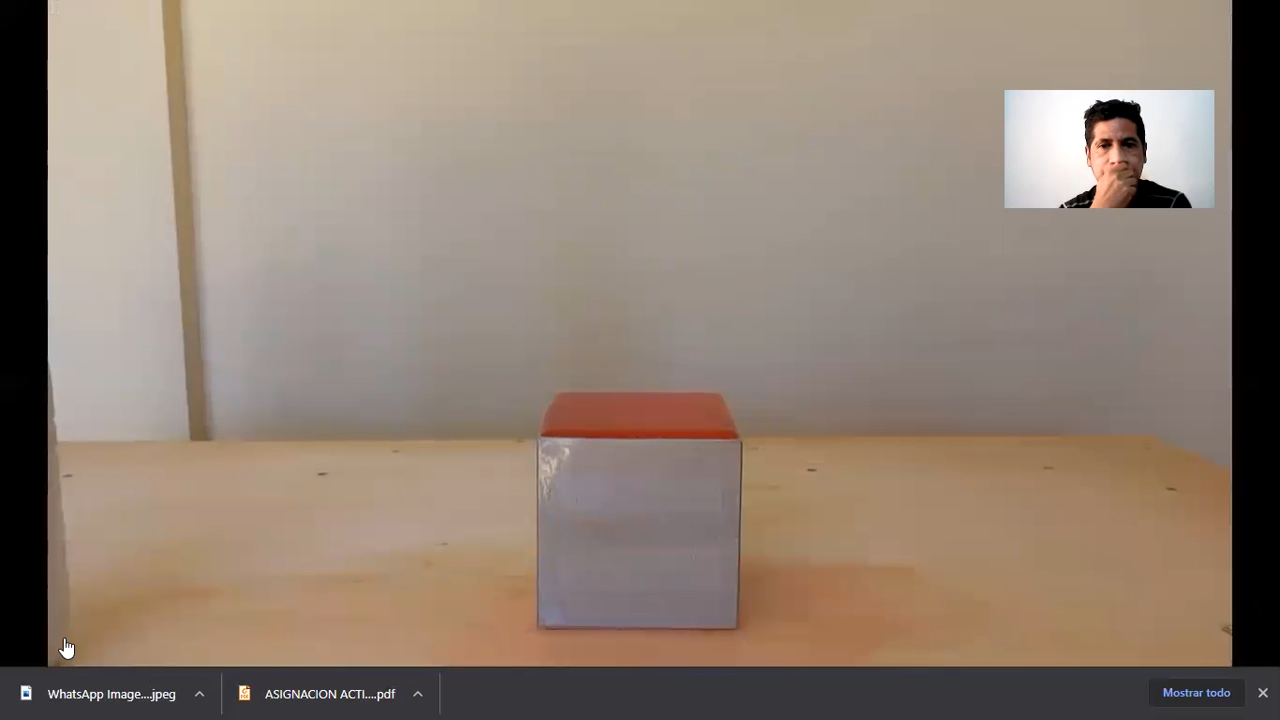 WhatsApp Image....jpeg
ASIGNACION ACTI....pdf
Mostrar todo